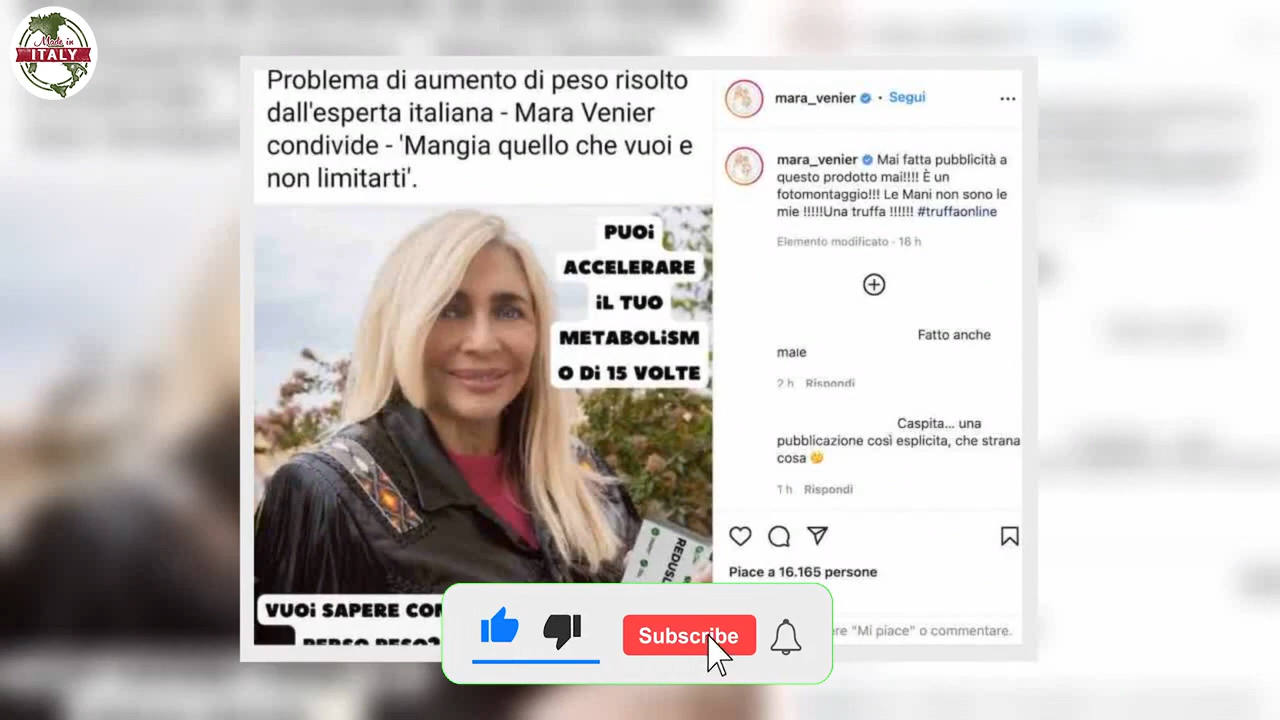 Made in
ITALY
Problema di aumento di peso risolto
dall'esperta italiana - Mara Venier
condivide - 'Mangia quello che vuoi e
non limitarti'.
PUOi
ACCELERARE
iL TUO
METABOLiSM
O Di 15 VOLTE
REDUSL
VUOi SAPERE CO
PERSO PESO?
mara_venier • Segui
mara_venier Mai fatta pubblicità a
questo prodotto mai!!!! È un
fotomontaggio!!! Le Mani non sono le
mie !!!!!Una truffa !!!!!! #truffaonline
Elemento modificato · 16 h
Fatto anche
male
2 h Rispondi
Caspita... una
pubblicazione così esplicita, che strana
cosa 🤔
1 h Rispondi
Piace a 16.165 persone
ere "Mi piace" o commentare.
Subscribe